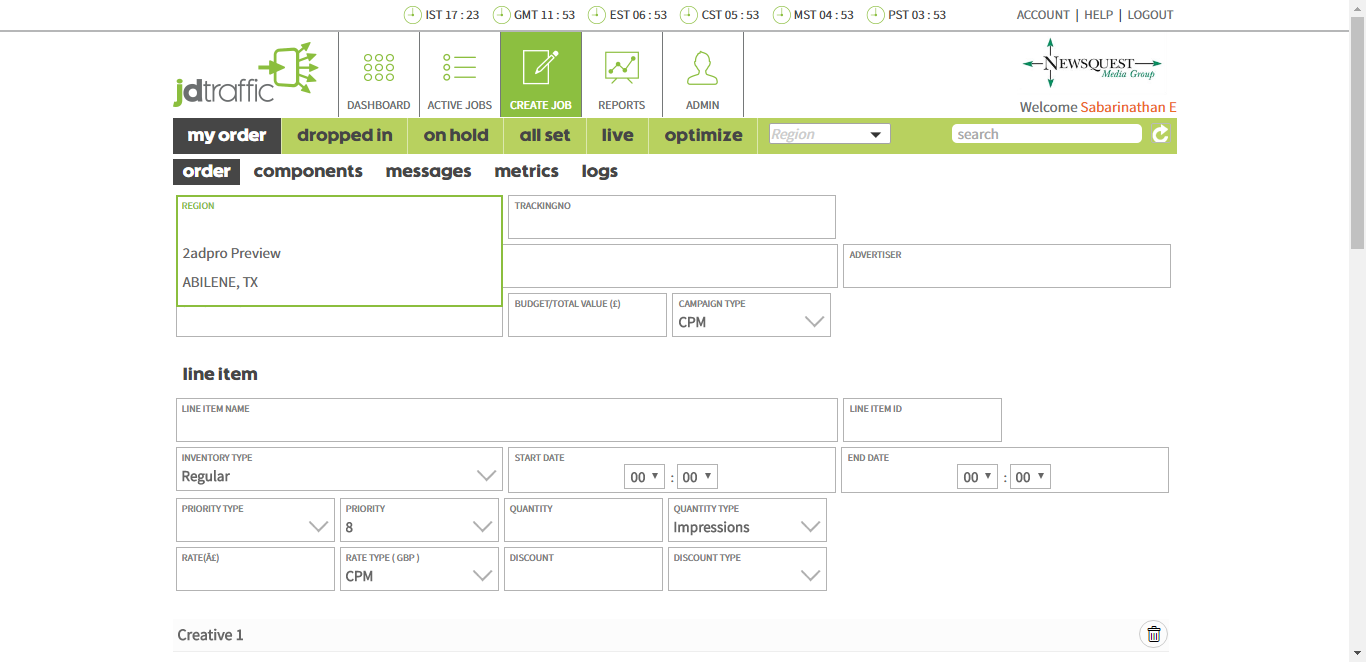 IST 17 : 23 GMT 11 : 53 EST 06 : 53 CST 05 : 53 MST 04 : 53 PST 03 : 53 ACCOUNT | HELP | LOGOUT
jdtraffic
DASHBOARD ACTIVE JOBS CREATE JOB REPORTS ADMIN
NEWSQUEST
Media Group
Welcome Sabarinathan E
my order dropped in on hold all set live optimize Region search
order components messages metrics logs
REGION TRACKINGNO
2adpro Preview ADVERTISER
ABILENE, TX
BUDGET/TOTAL VALUE (£) CAMPAIGN TYPE
CPM
line item
LINE ITEM NAME LINE ITEM ID
INVENTORY TYPE START DATE END DATE
Regular 00 : 00 00 : 00
PRIORITY TYPE PRIORITY QUANTITY QUANTITY TYPE
8 Impressions
RATE(Â£) RATE TYPE ( GBP ) DISCOUNT DISCOUNT TYPE
CPM
Creative 1